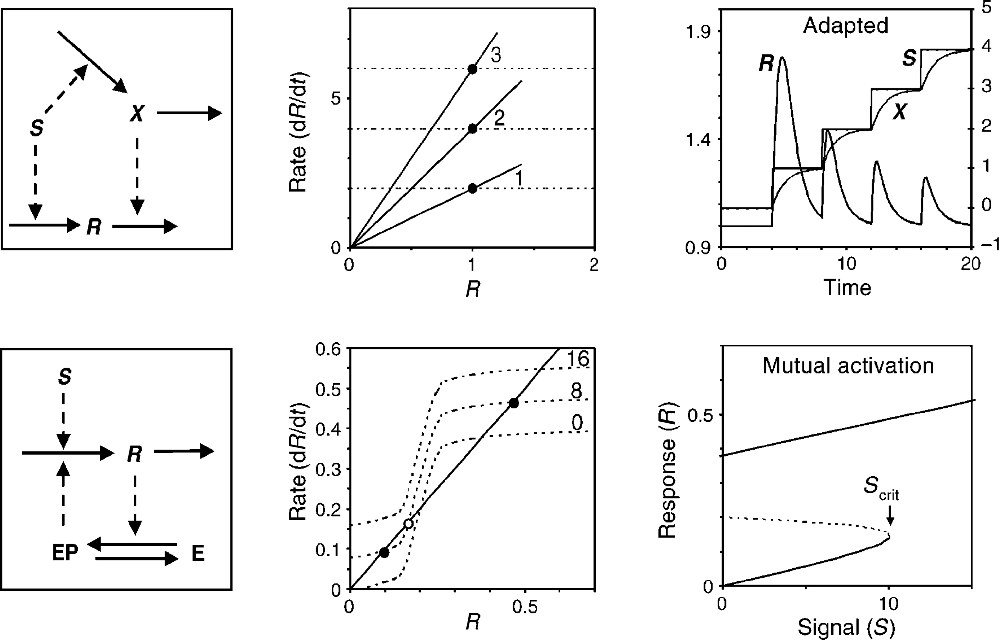 S
X
R
Rate (dR/dt)
5
0
3
2
1
0
1
2
R
Adapted
1.9
1.4
0.9
R
S
X
5
4
3
2
1
0
–1
0
10
20
Time
S
R
EP
E
Rate (dR/dt)
0.6
0.5
0.4
0.3
0.2
0.1
0
16
8
0
0
0.5
R
Mutual activation
Response (R)
0.5
0
Scrit
0
10
Signal (S)